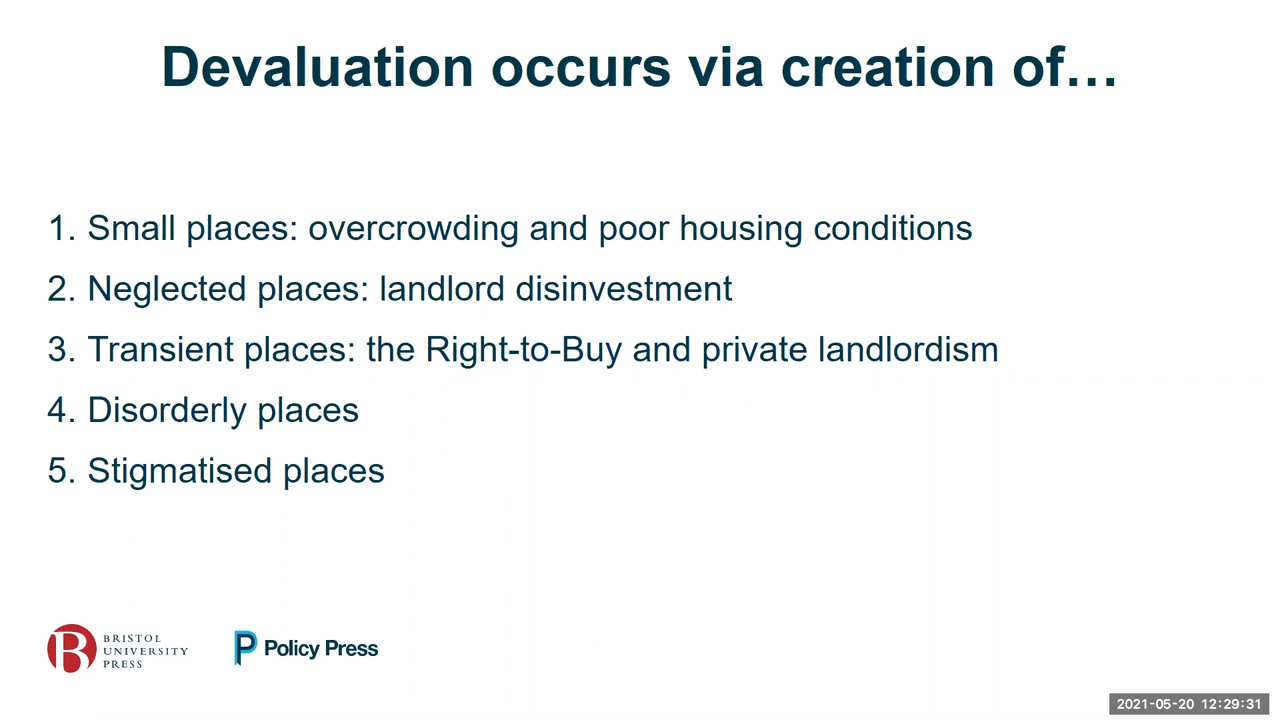 Devaluation occurs via creation of…
1. Small places: overcrowding and poor housing conditions
2. Neglected places: landlord disinvestment
3. Transient places: the Right-to-Buy and private landlordism
4. Disorderly places
5. Stigmatised places
BRISTOL
UNIVERSITY
PRESS
Policy Press
2021-05-20 12:29:31